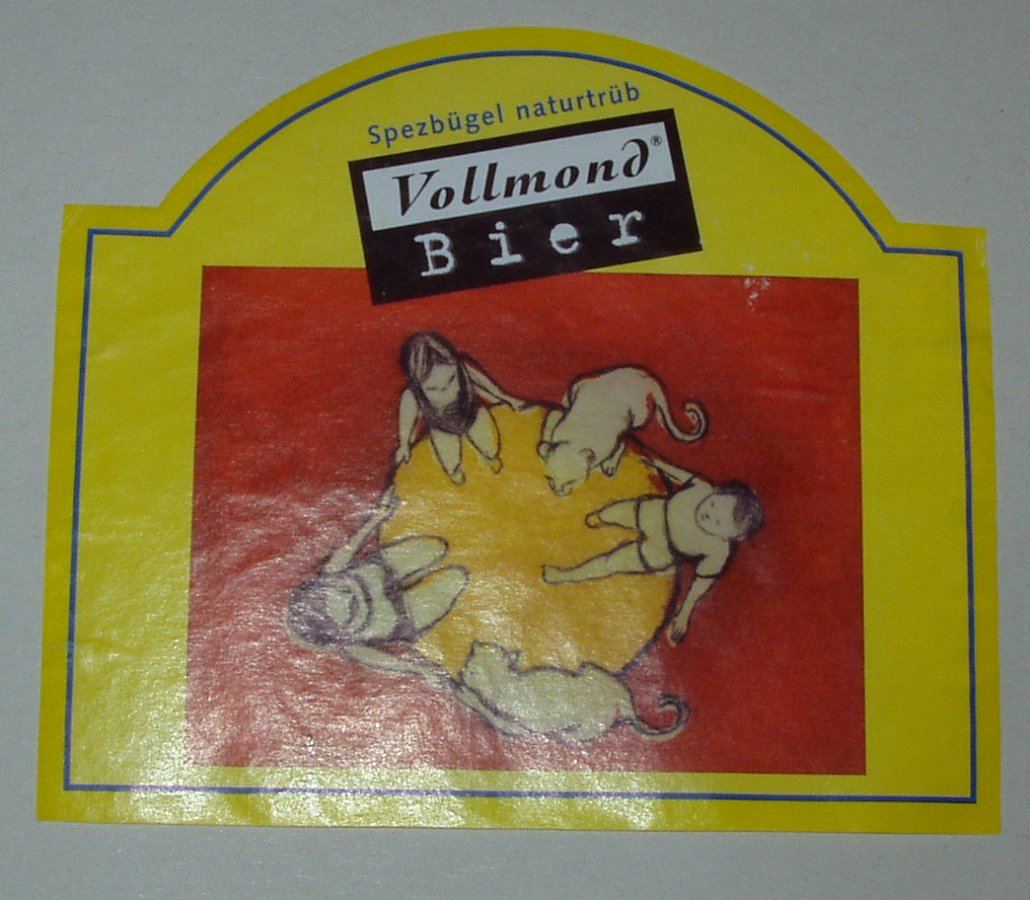 Spezbügel naturtrüb
Vollmond®
Bier